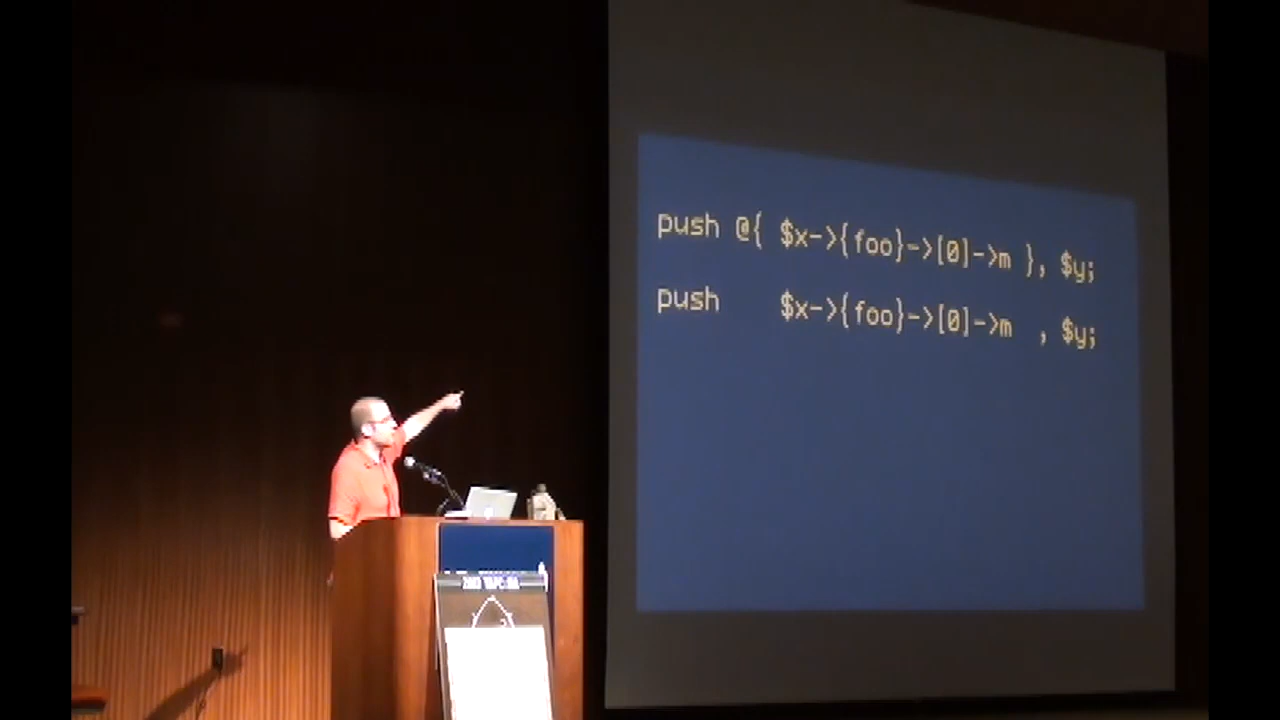 push @{ $x->{foo}->[0]->m }, $y;
push    $x->{foo}->[0]->m  , $y;